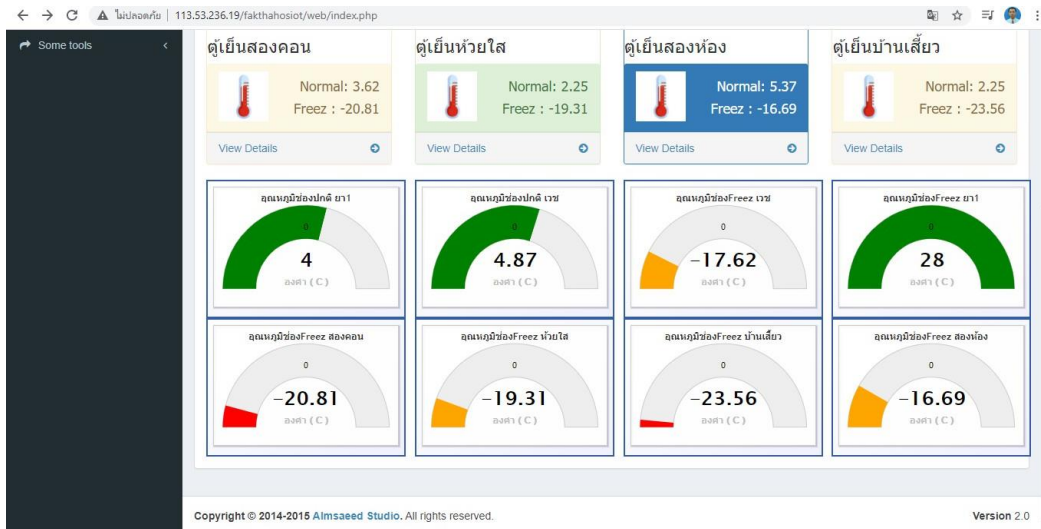 ไม่ปลอดภัย | 113.53.236.19/fakthahosiot/web/index.php
Some tools
ตู้เย็นสองคอน
Normal: 3.62
Freez : -20.81
View Details
ตู้เย็นห้วยใส
Normal: 2.25
Freez : -19.31
View Details
ตู้เย็นสองห้อง
Normal: 5.37
Freez : -16.69
View Details
ตู้เย็นบ้านเสี้ยว
Normal: 2.25
Freez : -23.56
View Details
อุณหภูมิช่องปกติ ยา1
0
4
องศา (C)
อุณหภูมิช่องปกติ เวช
0
4.87
องศา (C)
อุณหภูมิช่องFreez เวช
0
-17.62
องศา (C)
อุณหภูมิช่องFreez ยา1
0
28
องศา (C)
อุณหภูมิช่องFreez สองคอน
0
-20.81
องศา (C)
อุณหภูมิช่องFreez ห้วยใส
0
-19.31
องศา (C)
อุณหภูมิช่องFreez บ้านเสี้ยว
0
-23.56
องศา (C)
อุณหภูมิช่องFreez สองห้อง
0
-16.69
องศา (C)
Copyright © 2014-2015 Almsaeed Studio. All rights reserved.
Version 2.0